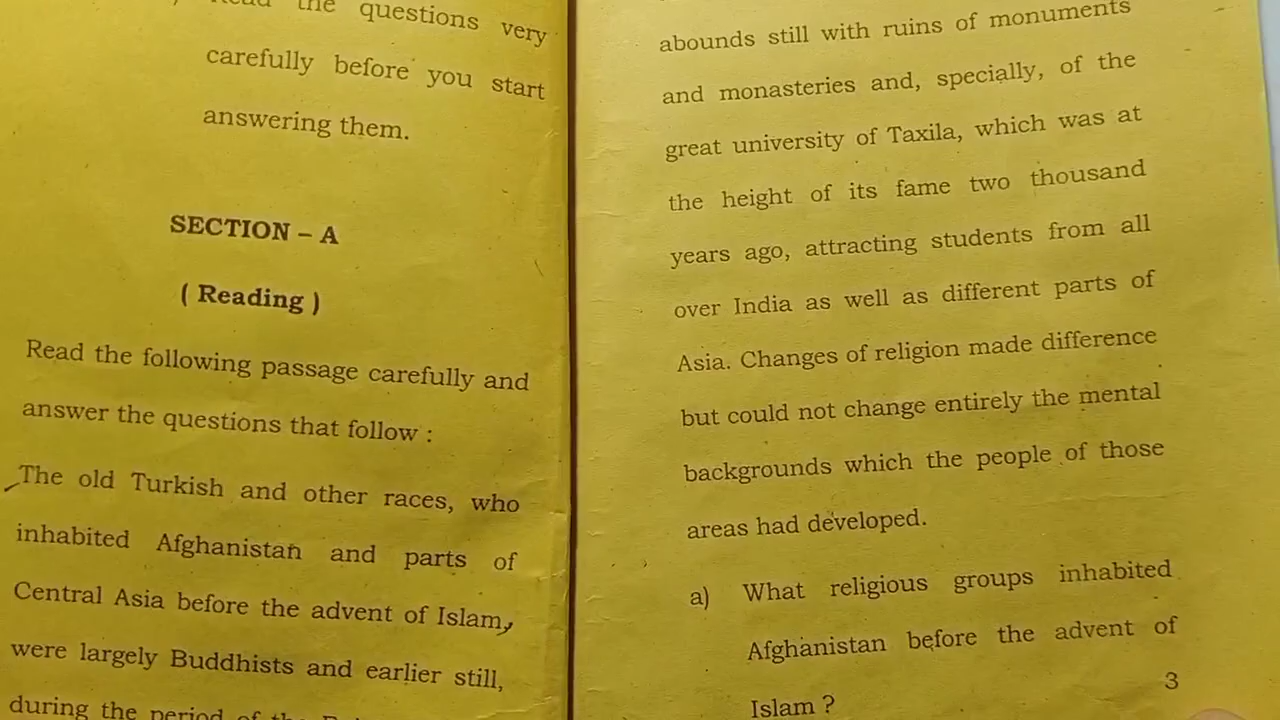 Read the questions very
carefully before you start
answering them.
SECTION – A
( Reading )
Read the following passage carefully and
answer the questions that follow :
The old Turkish and other races, who
inhabited Afghanistan and parts of
Central Asia before the advent of Islam,
were largely Buddhists and earlier still,
during the period of the
abounds still with ruins of monuments
and monasteries and, specially, of the
great university of Taxila, which was at
the height of its fame two thousand
years ago, attracting students from all
over India as well as different parts of
Asia. Changes of religion made difference
but could not change entirely the mental
backgrounds which the people of those
areas had developed.
a) What religious groups inhabited
Afghanistan before the advent of
Islam ?
3